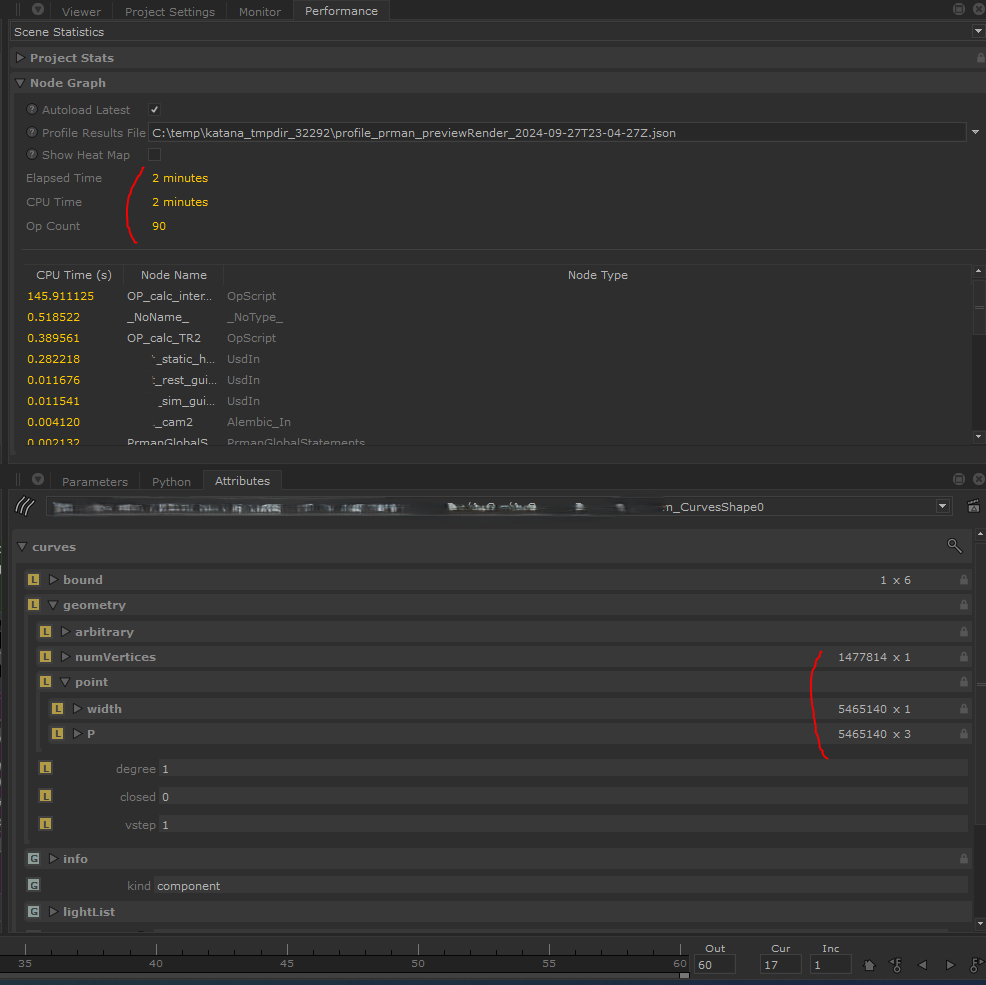 Viewer Project Settings Monitor Performance
Scene Statistics
Project Stats
Node Graph
? Autoload Latest
? Profile Results File C:\temp\katana_tmpdir_32292\profile_prman_previewRender_2024-09-27T23-04-27Z.json
? Show Heat Map
Elapsed Time 2 minutes
CPU Time 2 minutes
Op Count 90
CPU Time (s) Node Name Node Type
145.911125 OP_calc_inter... OpScript
0.518522 _NoName_ _NoType_
0.389561 OP_calc_TR2 OpScript
0.282218 _static_h... UsdIn
0.011676 _rest_gui... UsdIn
0.011541 _sim_gui... UsdIn
0.004120 _cam2 Alembic_In
0.002132 PrmanGlobalS PrmanGlobalStatements
Parameters Python Attributes
_CurvesShape0
curves
L bound 1 x 6
L geometry
L arbitrary
L numVertices 1477814 x 1
L point
L width 5465140 x 1
L P 5465140 x 3
L degree 1
L closed 0
L vstep 1
G info
G kind component
G lightList
Out Cur Inc
35 40 45 50 55 60 60 17 1